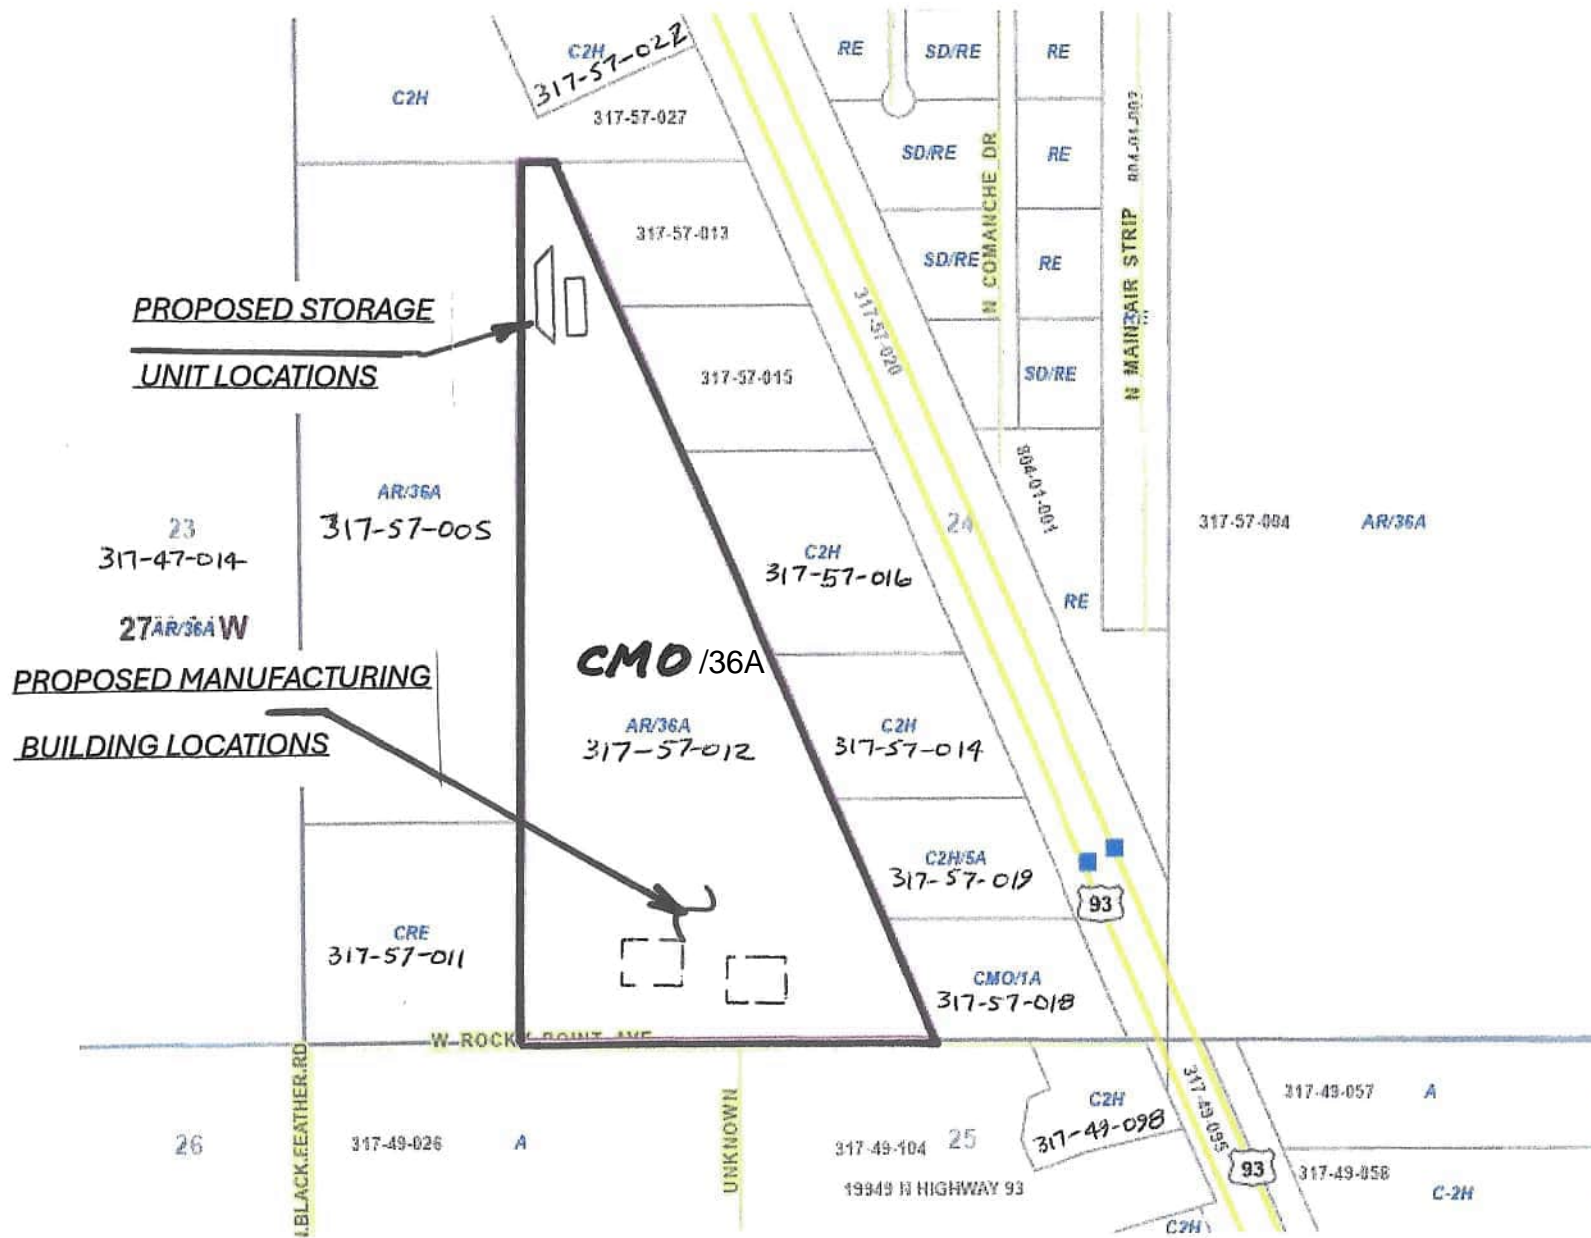 C2H
317-57-022
RE
SD/RE
RE
C2H
317-57-027
804-01-002
SD/RE
RE
N COMANCHE DR
317-57-013
SD/RE
RE
N MAIN AIR STRIP
PROPOSED STORAGE
UNIT LOCATIONS
317-57-020
317-57-015
SD/RE
AR/36A
317-57-005
804-01-001
23
317-47-014
24
317-57-004
AR/36A
C2H
317-57-016
RE
27 AR/36A W
CMO /36A
PROPOSED MANUFACTURING
BUILDING LOCATIONS
AR/36A
317-57-012
C2H
317-57-014
C2H/5A
317-57-019
93
CRE
317-57-011
CMO/1A
317-57-018
W ROCKY POINT AVE
N.BLACK.FEATHER.RD
UNKNOWN
C2H
317-49-098
317-49-095
317-49-057
A
26
317-49-026
A
317-49-104
25
19949 N HIGHWAY 93
93
317-49-058
C-2H
C2H